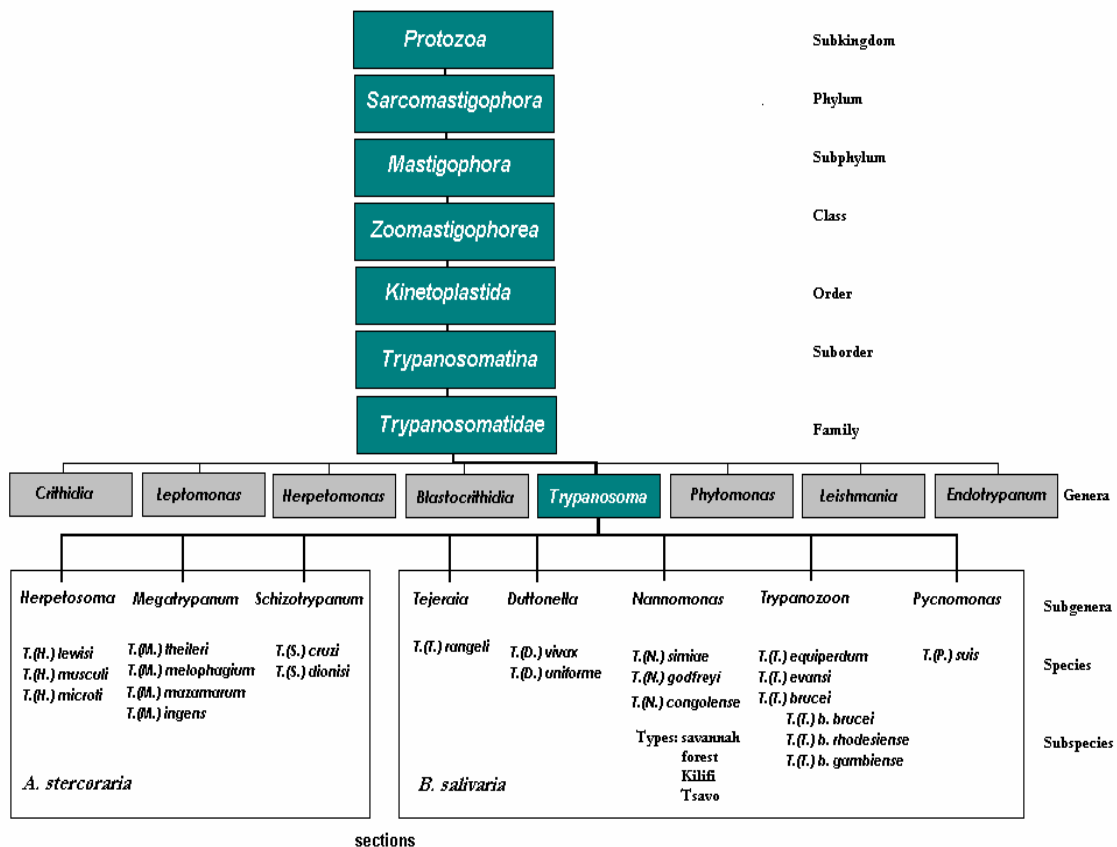 Protozoa Subkingdom
Sarcomastigophora Phylum
Mastigophora Subphylum
Zoomastigophorea Class
Kinetoplastida Order
Trypanosomatina Suborder
Trypanosomatidae Family
Crithidia Leptomonas Herpetomonas Blastocrithidia Trypanosoma Phytomonas Leishmania Endotrypanum Genera
Herpetosoma Megatrypanum Schizotrypanum Tejeraia Duttonella Nannomonas Trypanozoon Pycnomonas Subgenera
T.(H.) lewisi T.(M.) theileri T.(S.) cruzi T.(T.) rangeli T.(D.) vivax T.(N.) simiae T.(T.) equiperdum T.(P.) suis Species
T.(H.) musculi T.(M.) melophagium T.(S.) dionisi T.(D.) uniforme T.(N.) godfreyi T.(T.) evansi
T.(H.) microti T.(M.) mazamarum T.(N.) congolense T.(T.) brucei
T.(M.) ingens T.(T.) b. brucei
Types: savannah T.(T.) b. rhodesiense Subspecies
forest T.(T.) b. gambiense
Kilifi
Tsavo
A. stercoraria B. salivaria
sections